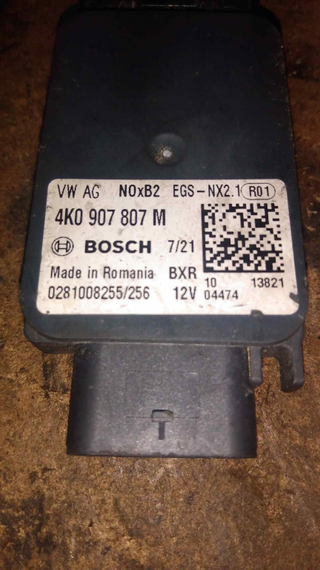 VW AG NOxB2 EGS-NX2.1 R01
4K0 907 807 M
BOSCH 7/21
Made in Romania BXR 10 13821
0281008255/256 12V 04474